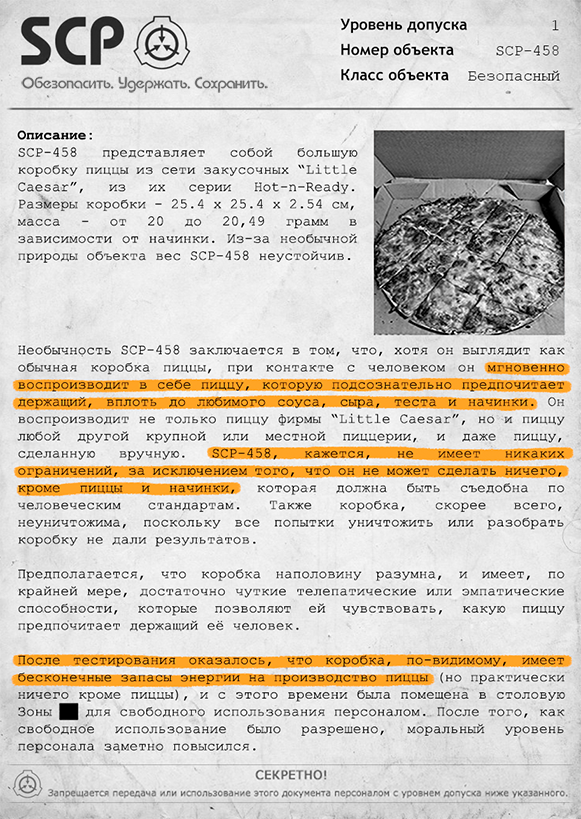 SCP
Обезопасить. Удержать. Сохранить.
Уровень допуска 1
Номер объекта SCP-458
Класс объекта Безопасный
Описание:
SCP-458 представляет собой большую
коробку пиццы из сети закусочных “Little
Caesar”, из их серии Hot-n-Ready.
Размеры коробки - 25.4 x 25.4 x 2.54 см,
масса - от 20 до 20,49 грамм в
зависимости от начинки. Из-за необычной
природы объекта вес SCP-458 неустойчив.
Необычность SCP-458 заключается в том, что, хотя он выглядит как
обычная коробка пиццы, при контакте с человеком он мгновенно
воспроизводит в себе пиццу, которую подсознательно предпочитает
держащий, вплоть до любимого соуса, сыра, теста и начинки. Он
воспроизводит не только пиццу фирмы “Little Caesar”, но и пиццу
любой другой крупной или местной пиццерии, и даже пиццу,
сделанную вручную. SCP-458, кажется, не имеет никаких
ограничений, за исключением того, что он не может сделать ничего,
кроме пиццы и начинки, которая должна быть съедобна по
человеческим стандартам. Также коробка, скорее всего,
неуничтожима, поскольку все попытки уничтожить или разобрать
коробку не дали результатов.
Предполагается, что коробка наполовину разумна, и имеет, по
крайней мере, достаточно чуткие телепатические или эмпатические
способности, которые позволяют ей чувствовать, какую пиццу
предпочитает держащий её человек.
После тестирования оказалось, что коробка, по-видимому, имеет
бесконечные запасы энергии на производство пиццы (но практически
ничего кроме пиццы), и с этого времени была помещена в столовую
Зоны для свободного использования персоналом. После того, как
свободное использование было разрешено, моральный уровень
персонала заметно повысился.
СЕКРЕТНО!
Запрещается передача или использование этого документа персоналом с уровнем допуска ниже указанного.